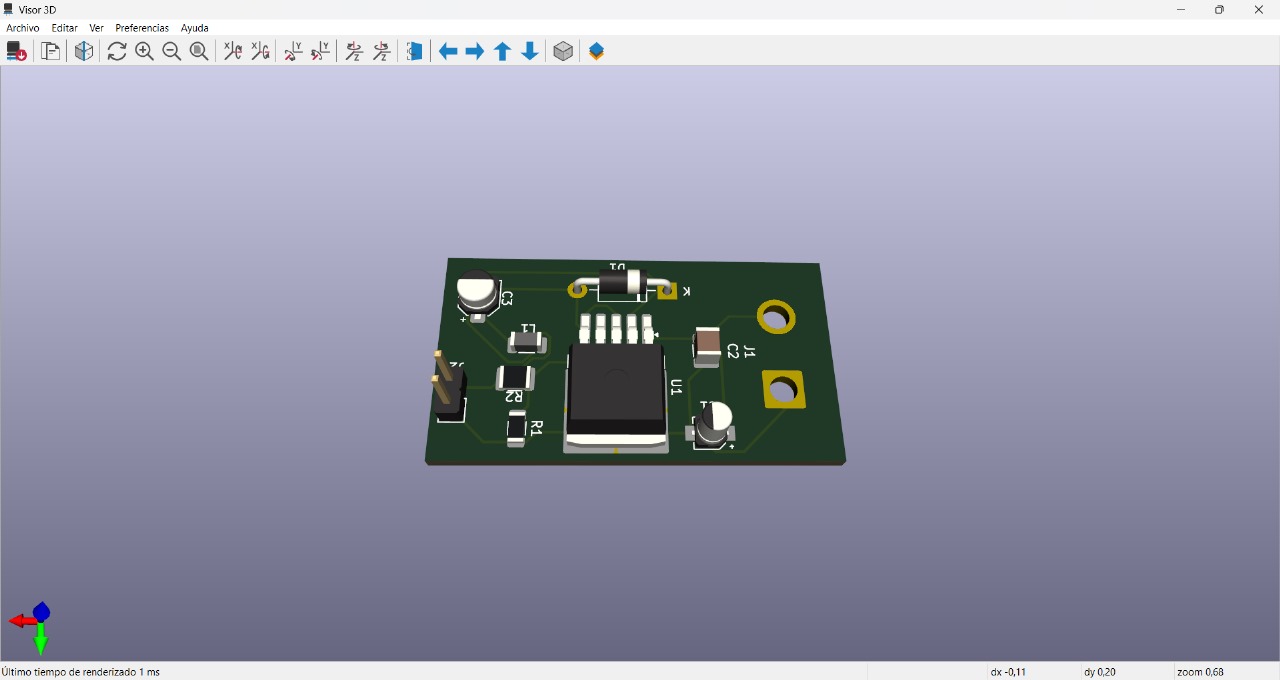 Visor 3D
Archivo Editar Ver Preferencias Ayuda
D1
K
C3
L1
J1
C2
J2
R2
U1
R1
+
+
Último tiempo de renderizado 1 ms
dx -0,11
dy 0,20
zoom 0,68